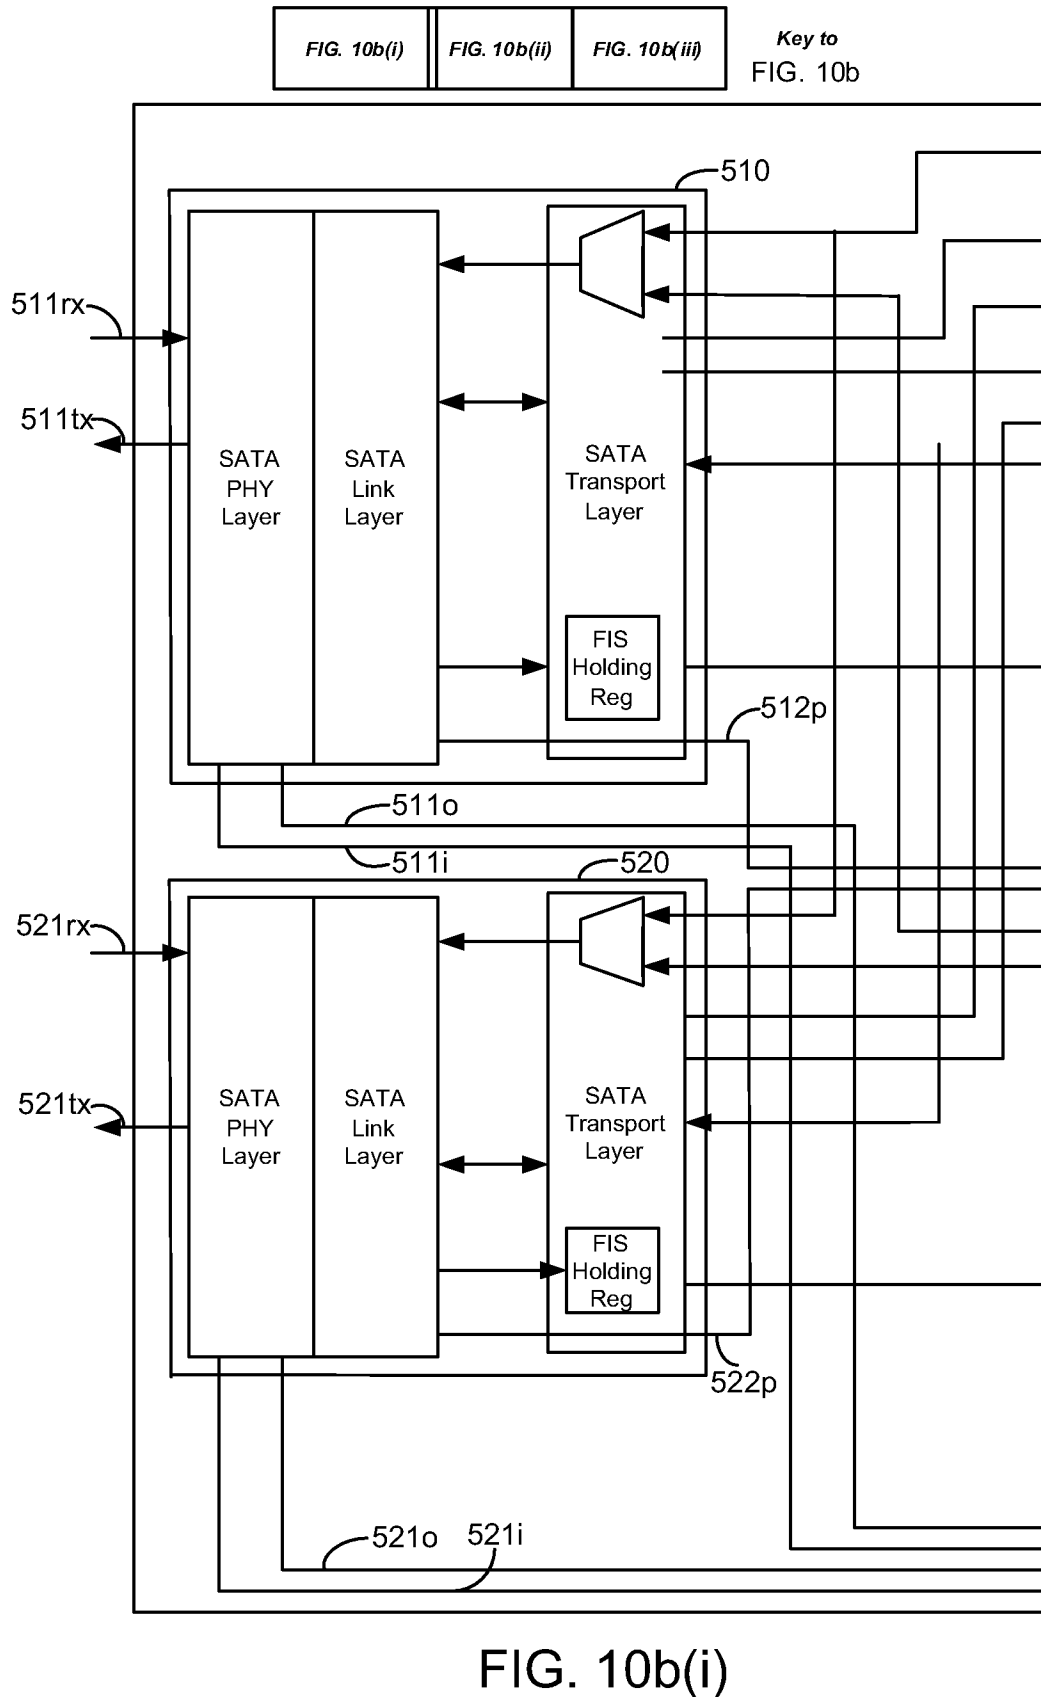 FIG. 10b(i) FIG. 10b(ii) FIG. 10b(iii)
Key to
FIG. 10b
510
511rx
511tx
SATA
PHY
Layer
SATA
Link
Layer
SATA
Transport
Layer
FIS
Holding
Reg
512p
511o
511i
520
521rx
521tx
SATA
PHY
Layer
SATA
Link
Layer
SATA
Transport
Layer
FIS
Holding
Reg
522p
521o
521i
FIG. 10b(i)